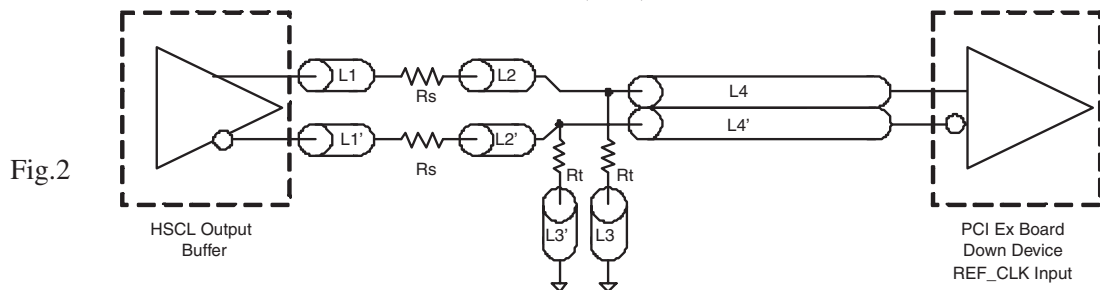 L1
Rs
L2
L4
L1'
Rs
L2'
L4'
Rt
Rt
L3'
L3
Fig.2
HSCL Output
Buffer
PCI Ex Board
Down Device
REF_CLK Input